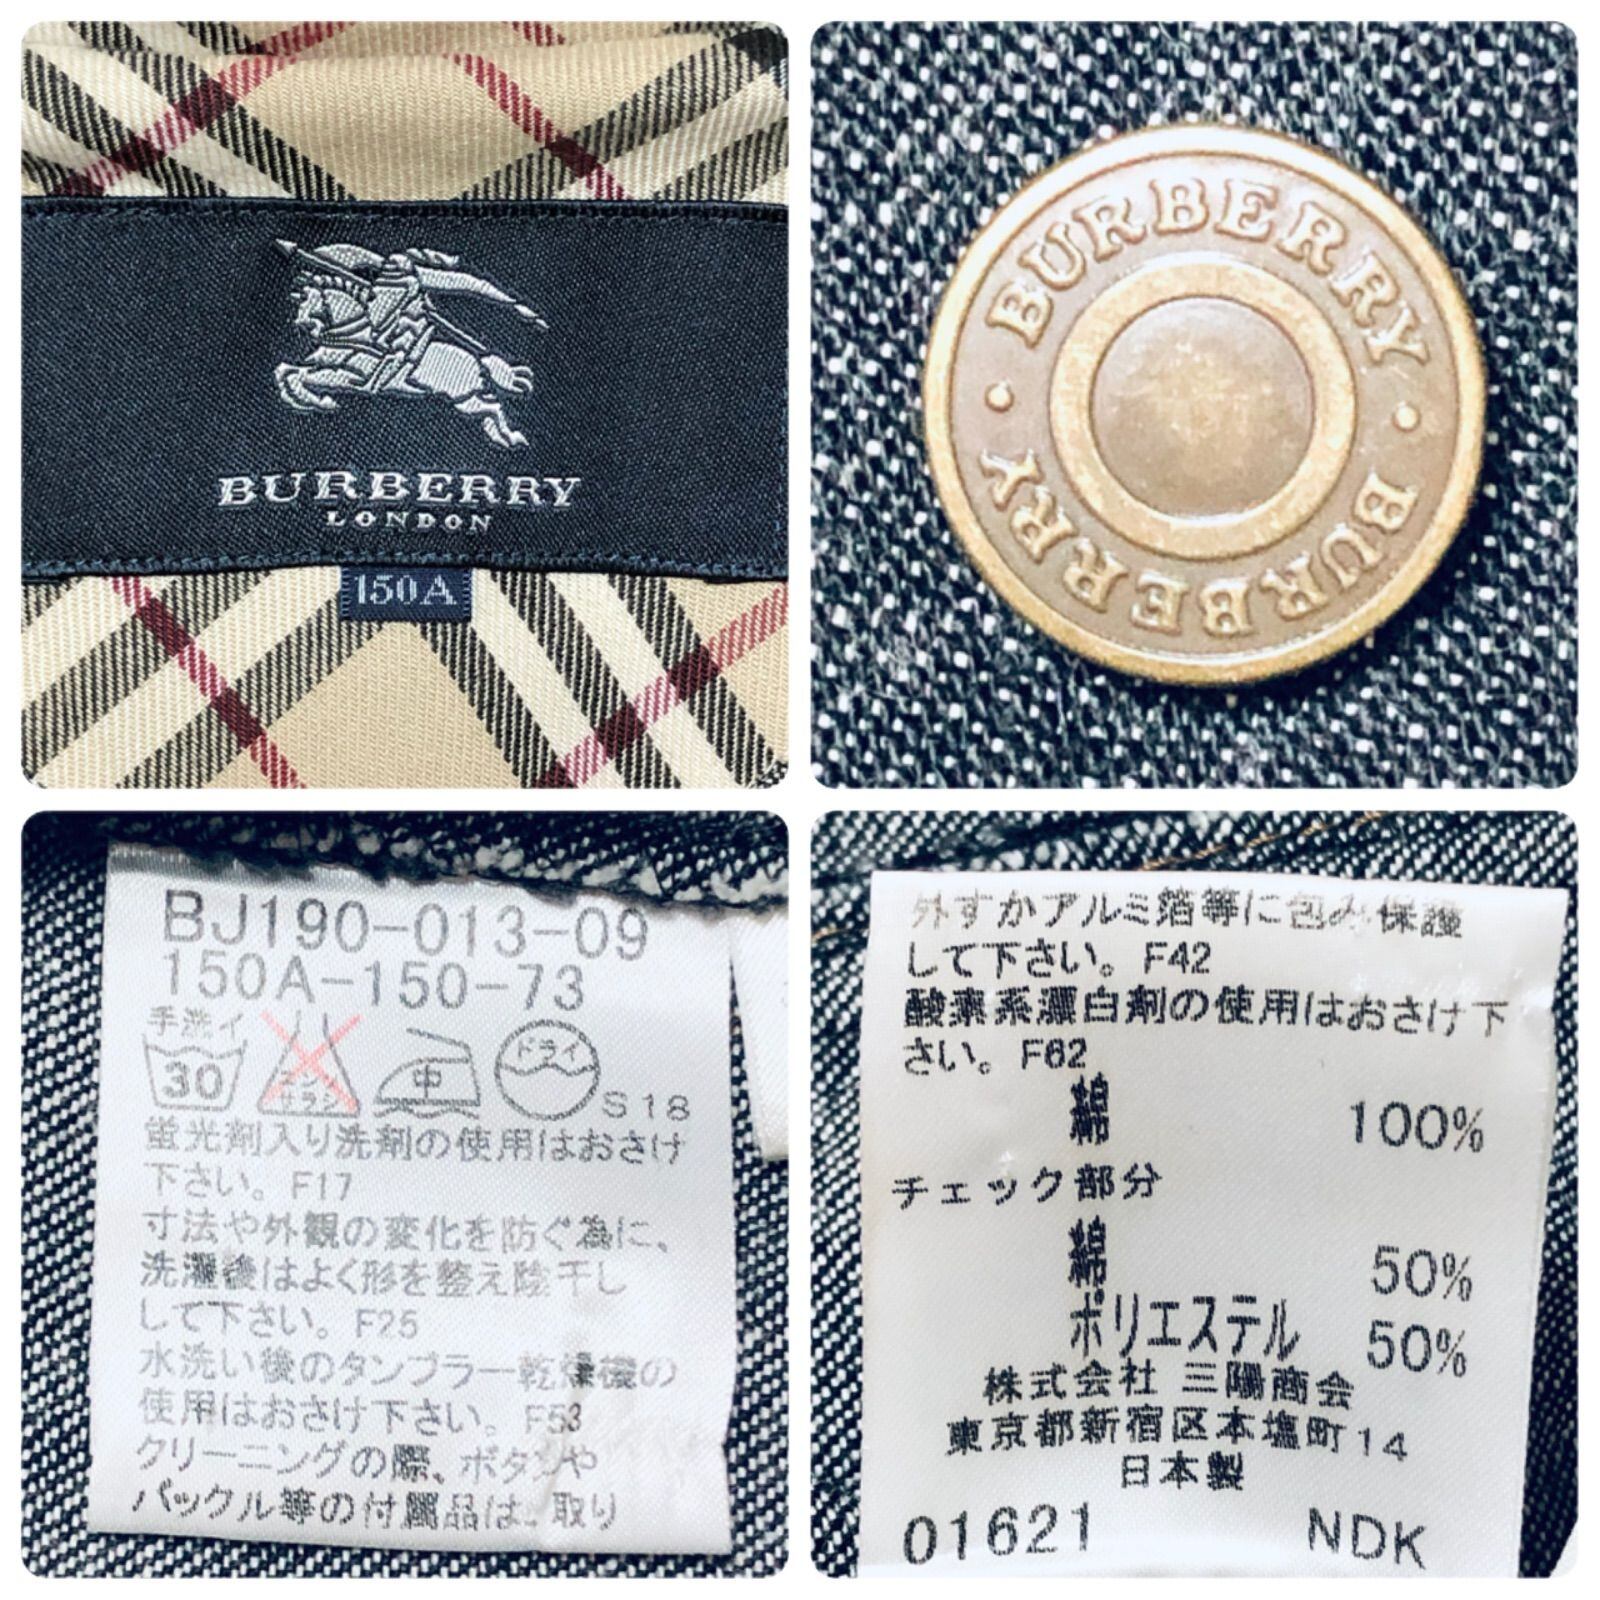 BURBERRY
LONDON
150A
BURBERRY · BURBERRY ·
BJ190-013-09
150A-150-73
手洗イ
30
エンソ
サラシ
中
ドライ
S18
蛍光剤入り洗剤の使用はおさけ
下さい。F17
寸法や外観の変化を防ぐ為に、
洗濯後はよく形を整え陰干し
して下さい。F25
水洗い後のタンブラー乾燥機の
使用はおさけ下さい。F53
クリーニングの際、ボタンや
バックル等の付属品は、取り
外すかアルミ箔等に包み保護
して下さい。F42
酸素系漂白剤の使用はおさけ下
さい。F62
綿 100%
チェック部分
綿 50%
ポリエステル 50%
株式会社 三陽商会
東京都新宿区本塩町14
日本製
01621 NDK